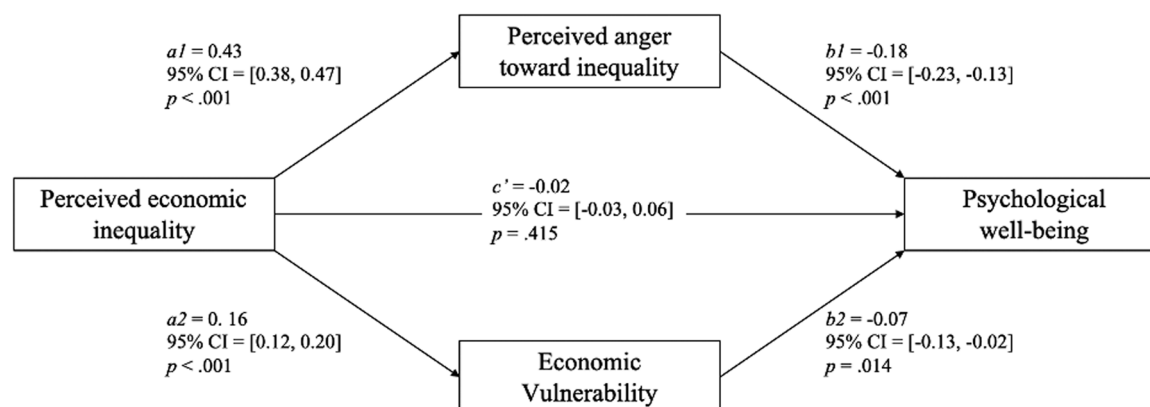 a1 = 0.43
95% CI = [0.38, 0.47]
p < .001
Perceived anger
toward inequality
b1 = -0.18
95% CI = [-0.23, -0.13]
p < .001
Perceived economic
inequality
c’ = -0.02
95% CI = [-0.03, 0.06]
p = .415
Psychological
well-being
a2 = 0. 16
95% CI = [0.12, 0.20]
p < .001
Economic
Vulnerability
b2 = -0.07
95% CI = [-0.13, -0.02]
p = .014